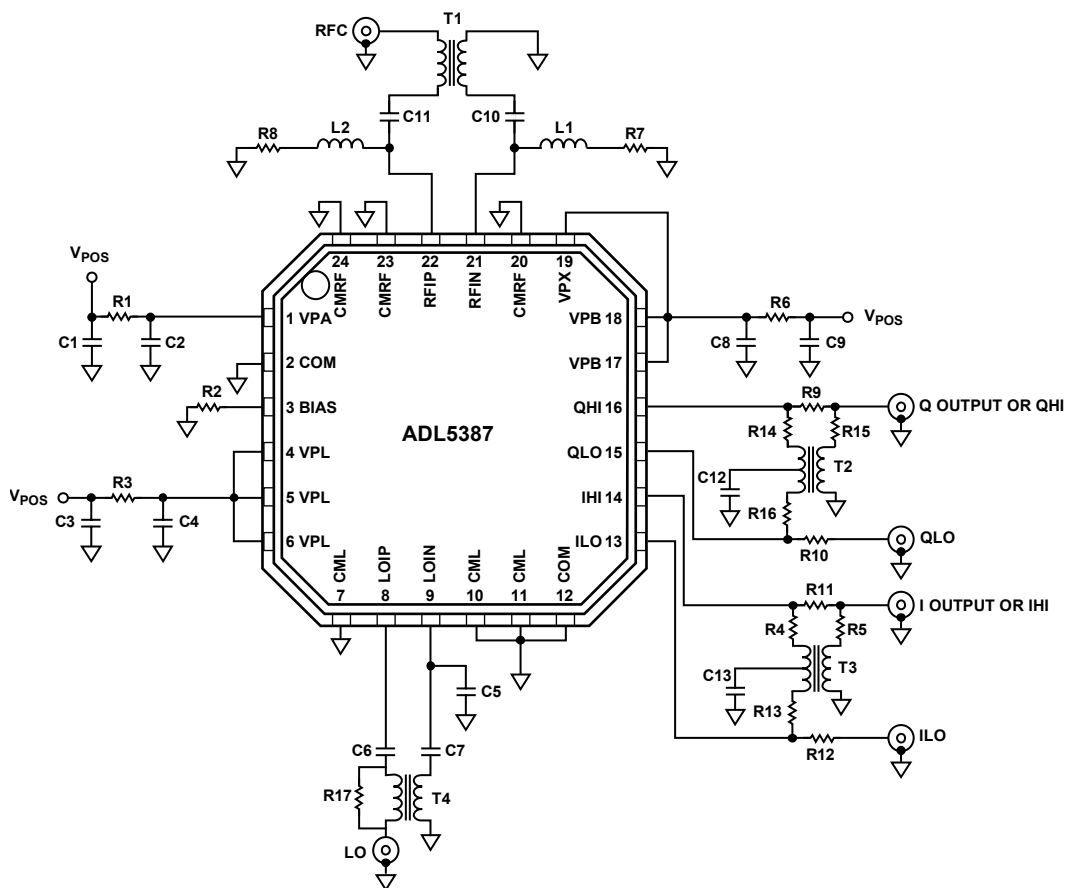 T1
RFC
C11
C10
R8
L2
L1
R7
24
23
22
21
20
19
CMRF
CMRF
RFIP
RFIN
CMRF
VPX
VPOS
R1
C1
C2
1 VPA
2 COM
R2
3 BIAS
4 VPL
VPOS
R3
5 VPL
C3
C4
6 VPL
ADL5387
VPB 18
R6
VPOS
C8
C9
VPB 17
R9
QHI 16
Q OUTPUT OR QHI
R14
R15
QLO 15
T2
C12
IHI 14
R16
ILO 13
QLO
R10
CML
LOIP
LOIN
CML
CML
COM
7
8
9
10
11
12
R11
I OUTPUT OR IHI
R4
R5
C13
T3
R13
ILO
R12
C5
C6
C7
R17
T4
LO